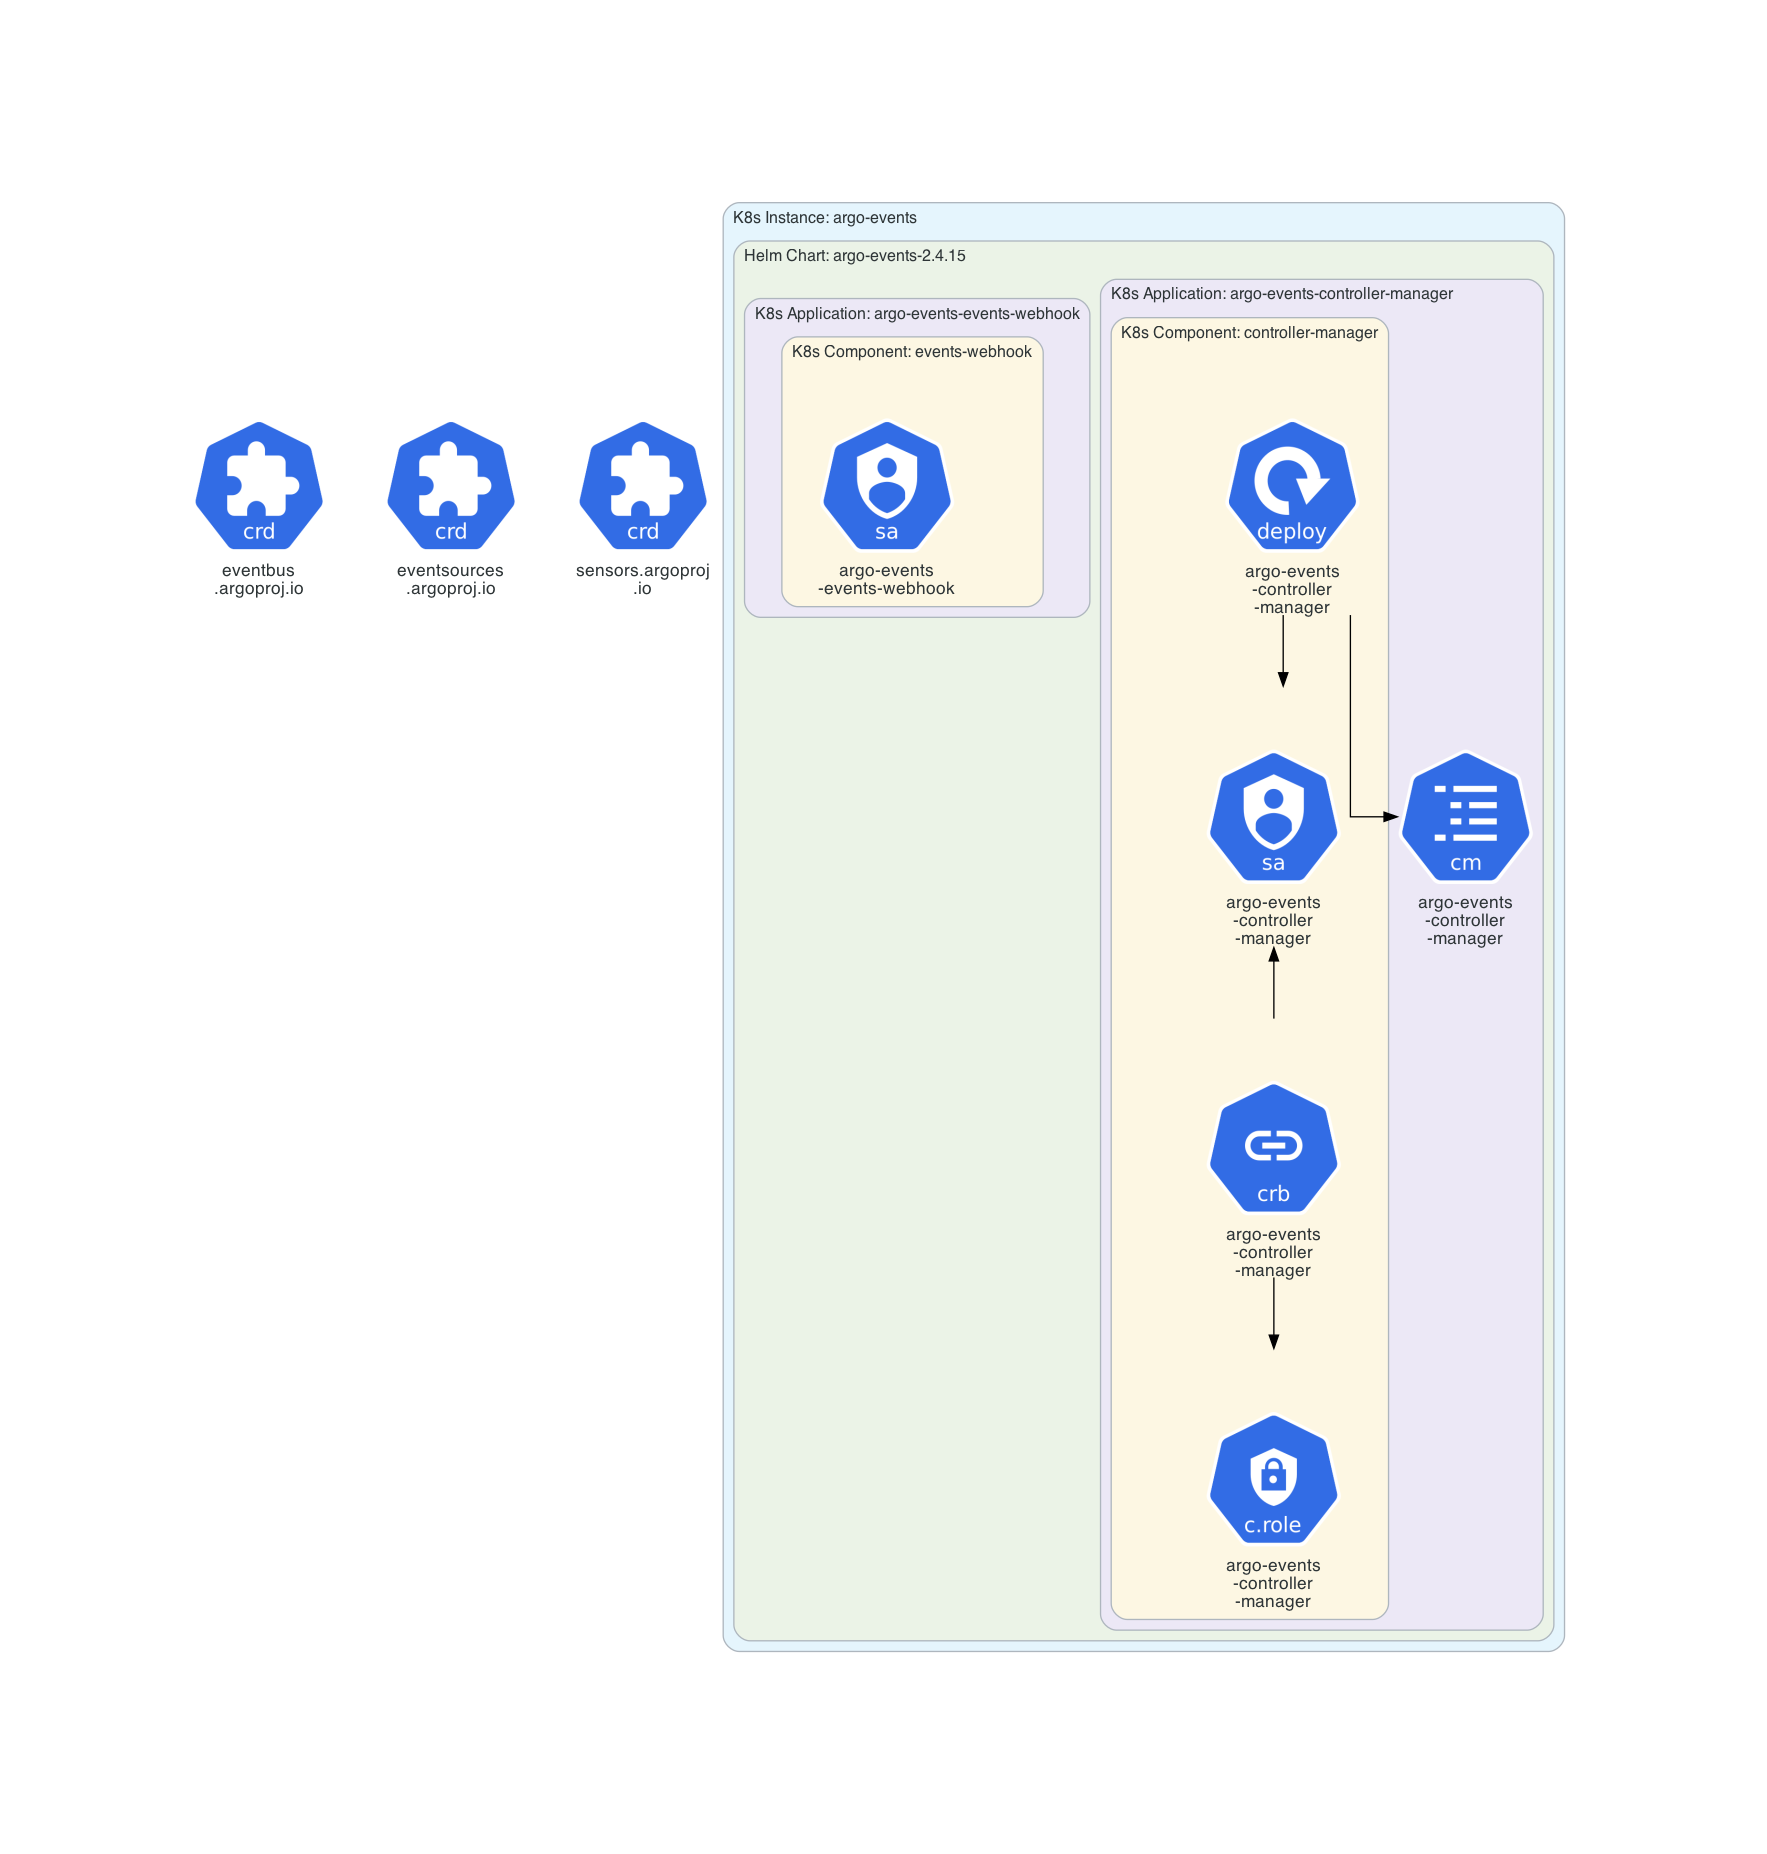 K8s Instance: argo-events
Helm Chart: argo-events-2.4.15
K8s Application: argo-events-controller-manager
K8s Application: argo-events-events-webhook
K8s Component: controller-manager
K8s Component: events-webhook
crd
eventbus
.argoproj.io
crd
eventsources
.argoproj.io
crd
sensors.argoproj
.io
sa
argo-events
-events-webhook
deploy
argo-events
-controller
-manager
sa
argo-events
-controller
-manager
cm
argo-events
-controller
-manager
crb
argo-events
-controller
-manager
c.role
argo-events
-controller
-manager